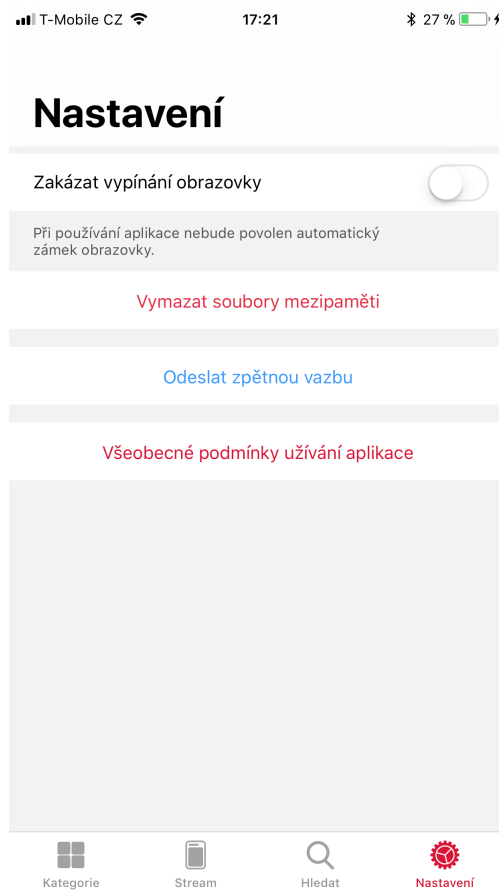 T-Mobile CZ 17:21 27 %
Nastavení
Zakázat vypínání obrazovky
Při používání aplikace nebude povolen automatický
zámek obrazovky.
Vymazat soubory mezipaměti
Odeslat zpětnou vazbu
Všeobecné podmínky užívání aplikace
Kategorie Stream Hledat Nastavení